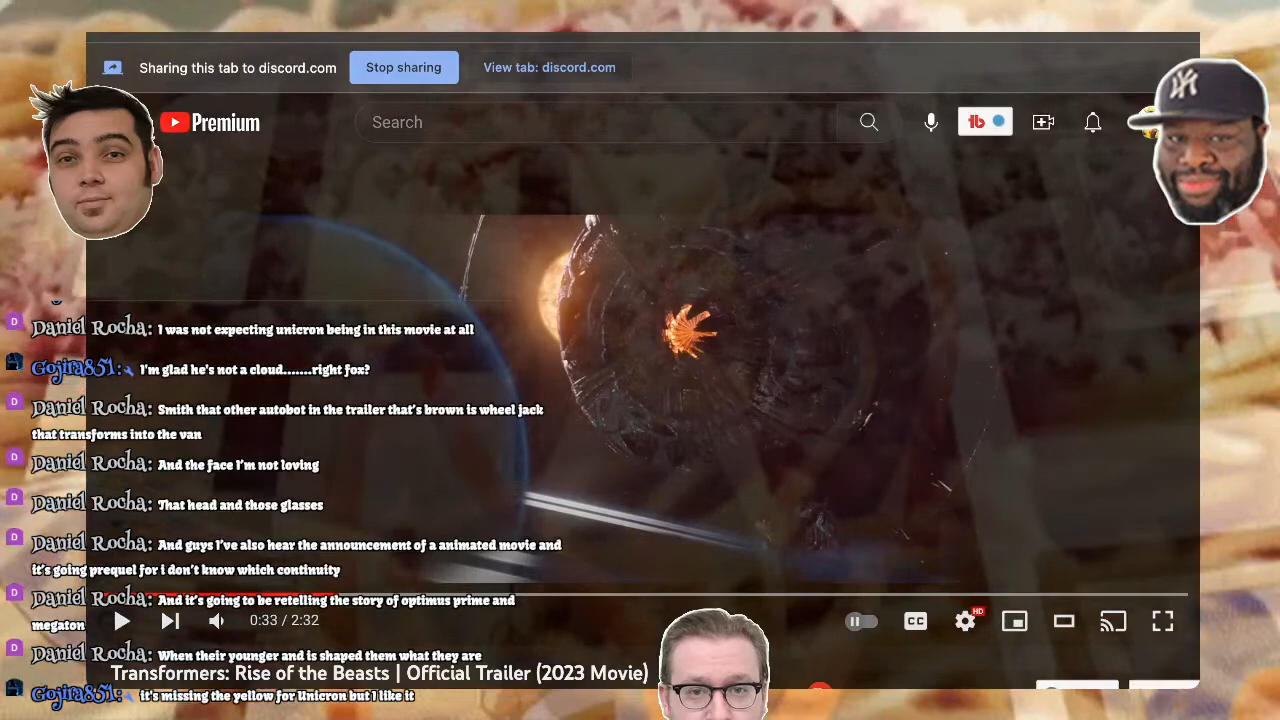 Sharing this tab to discord.com
Stop sharing
View tab: discord.com
Premium
Search
Daniel Rocha: I was not expecting unicron being in this movie at all
Gojira851: I'm glad he's not a cloud.......right fox?
Daniel Rocha: Smith that other autobot in the trailer that's brown is wheel jack
that transforms into the van
Daniel Rocha: And the face I'm not loving
Daniel Rocha: That head and those glasses
Daniel Rocha: And guys I've also hear the announcement of a animated movie and
it's going prequel for i don't know which continuity
Daniel Rocha: And it's going to be retelling the story of optimus prime and
megaton
0:33 / 2:32
CC
HD
Daniel Rocha: When their younger and is shaped them what they are
Transformers: Rise of the Beasts | Official Trailer (2023 Movie)
Gojira851: it's missing the yellow for Unicron but I like it